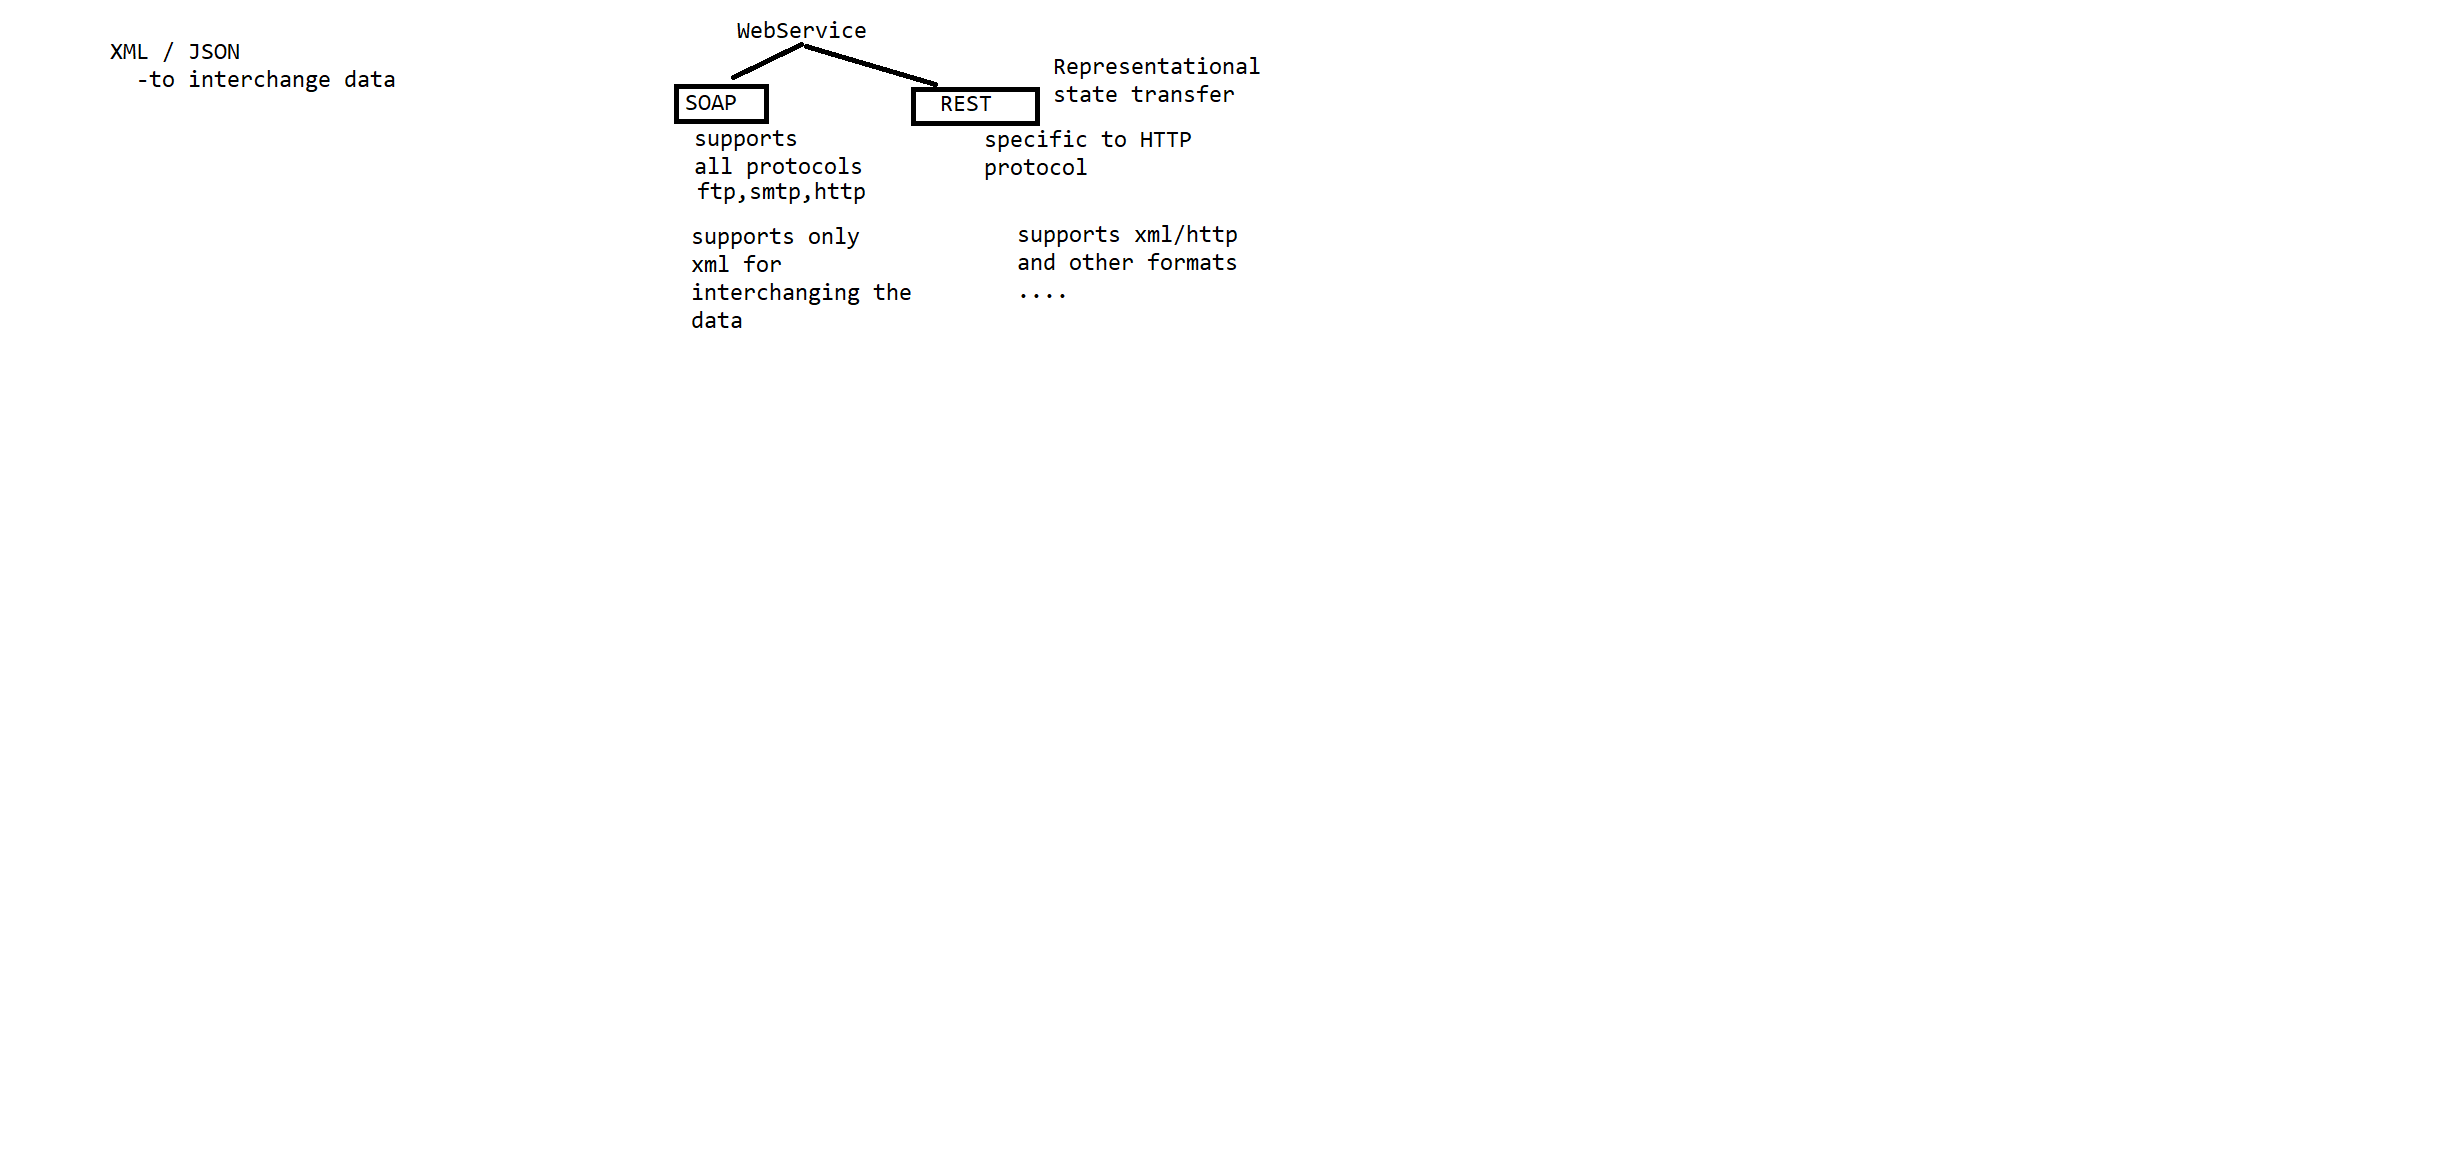 XML / JSON
-to interchange data
WebService
SOAP
supports
all protocols
ftp,smtp,http
supports only
xml for
interchanging the
data
REST
Representational
state transfer
specific to HTTP
protocol
supports xml/http
and other formats
....